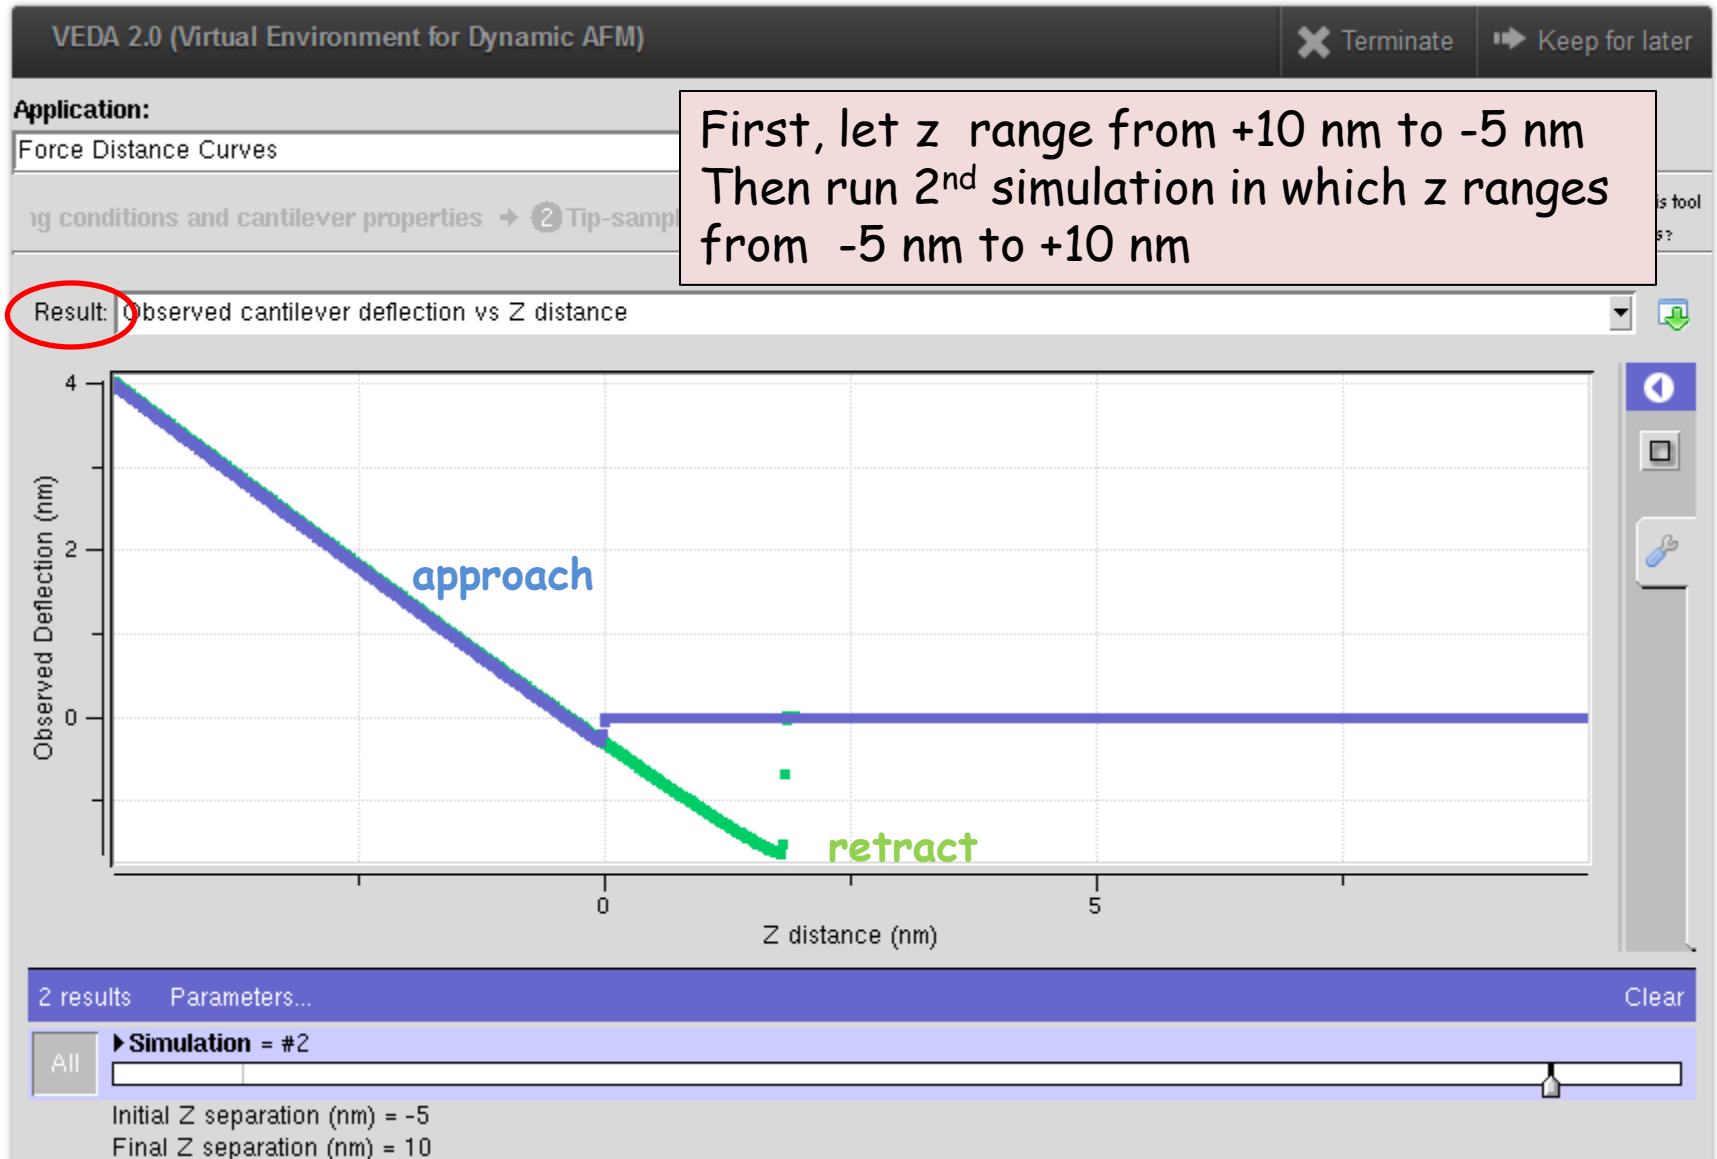 VEDA 2.0 (Virtual Environment for Dynamic AFM)
Terminate
Keep for later
Application:
Force Distance Curves
First, let z range from +10 nm to -5 nm
Then run 2nd simulation in which z ranges
from -5 nm to +10 nm
conditions and cantilever properties
2
is tool
Result:
Observed cantilever deflection vs Z distance
4
2
0
Observed Deflection (nm)
approach
retract
0
5
Z distance (nm)
2 results
Parameters...
Clear
All
Simulation = #2
Initial Z separation (nm) = -5
Final Z separation (nm) = 10